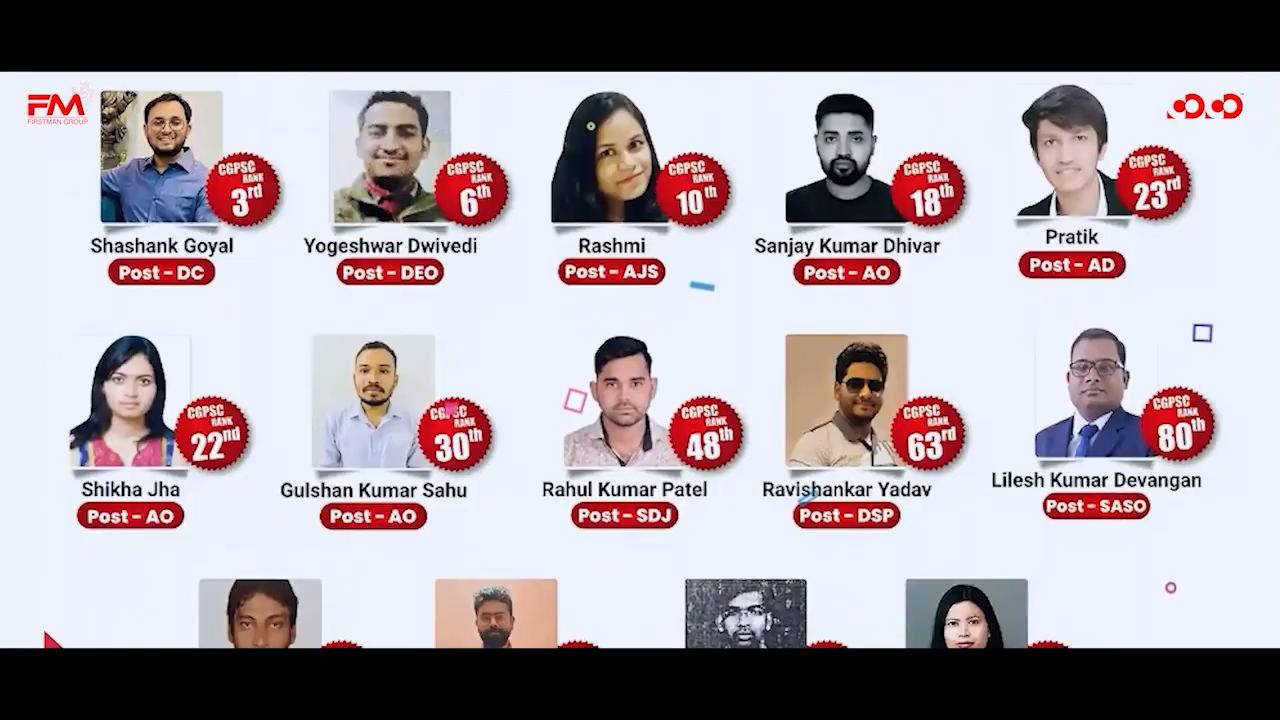 FM
FIRSTMAN GROUP
CGPSC RANK 3rd
CGPSC RANK 6th
CGPSC RANK 10th
CGPSC RANK 18th
CGPSC RANK 23rd
Shashank Goyal
Yogeshwar Dwivedi
Rashmi
Sanjay Kumar Dhivar
Pratik
Post - DC
Post - DEO
Post - AJS
Post - AO
Post - AD
CGPSC RANK 22nd
CGPSC RANK 30th
CGPSC RANK 48th
CGPSC RANK 63rd
CGPSC RANK 80th
Shikha Jha
Gulshan Kumar Sahu
Rahul Kumar Patel
Ravishankar Yadav
Lilesh Kumar Devangan
Post - AO
Post - AO
Post - SDJ
Post - DSP
Post - SASO